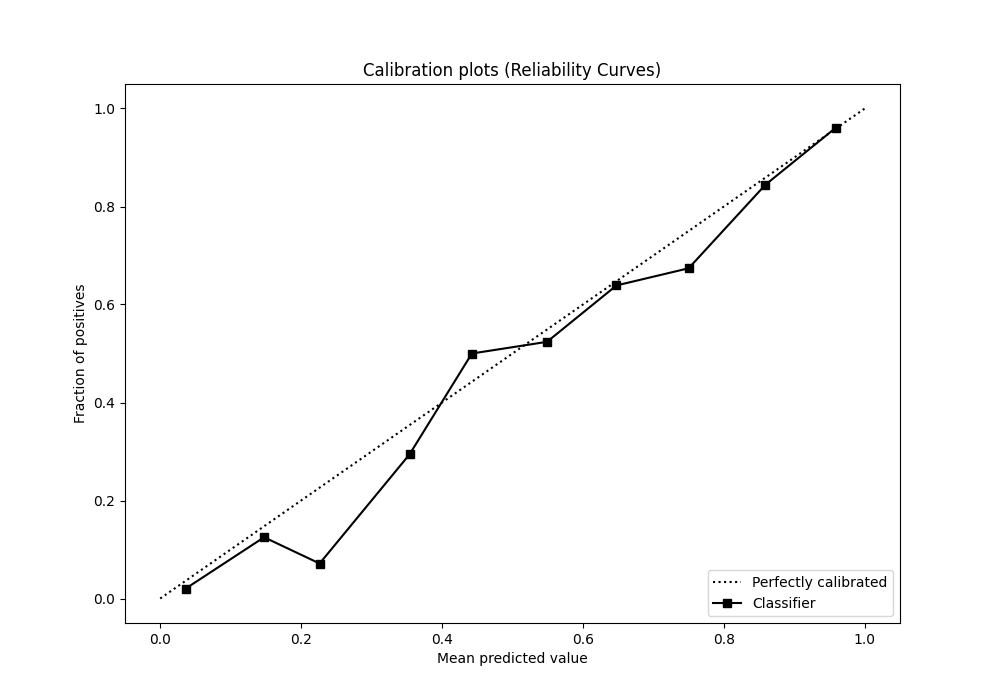 Calibration plots (Reliability Curves)
Fraction of positives
1.0
0.8
0.6
0.4
0.2
0.0
0.0 0.2 0.4 0.6 0.8 1.0
Mean predicted value
Perfectly calibrated
Classifier